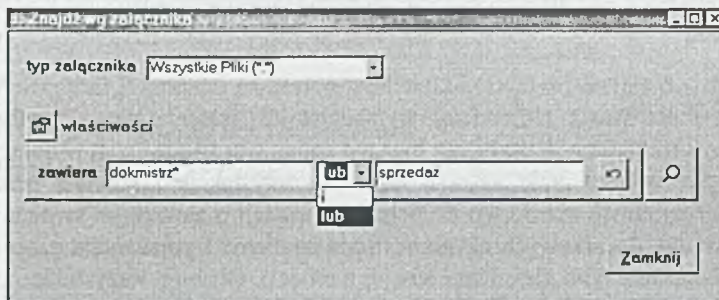 Znajdź wg załącznika
typ załącznika Wszystkie Pliki (*.*)
właściwości
zawiera dokmistrz* lub sprzedaz
i
lub
Zamknij